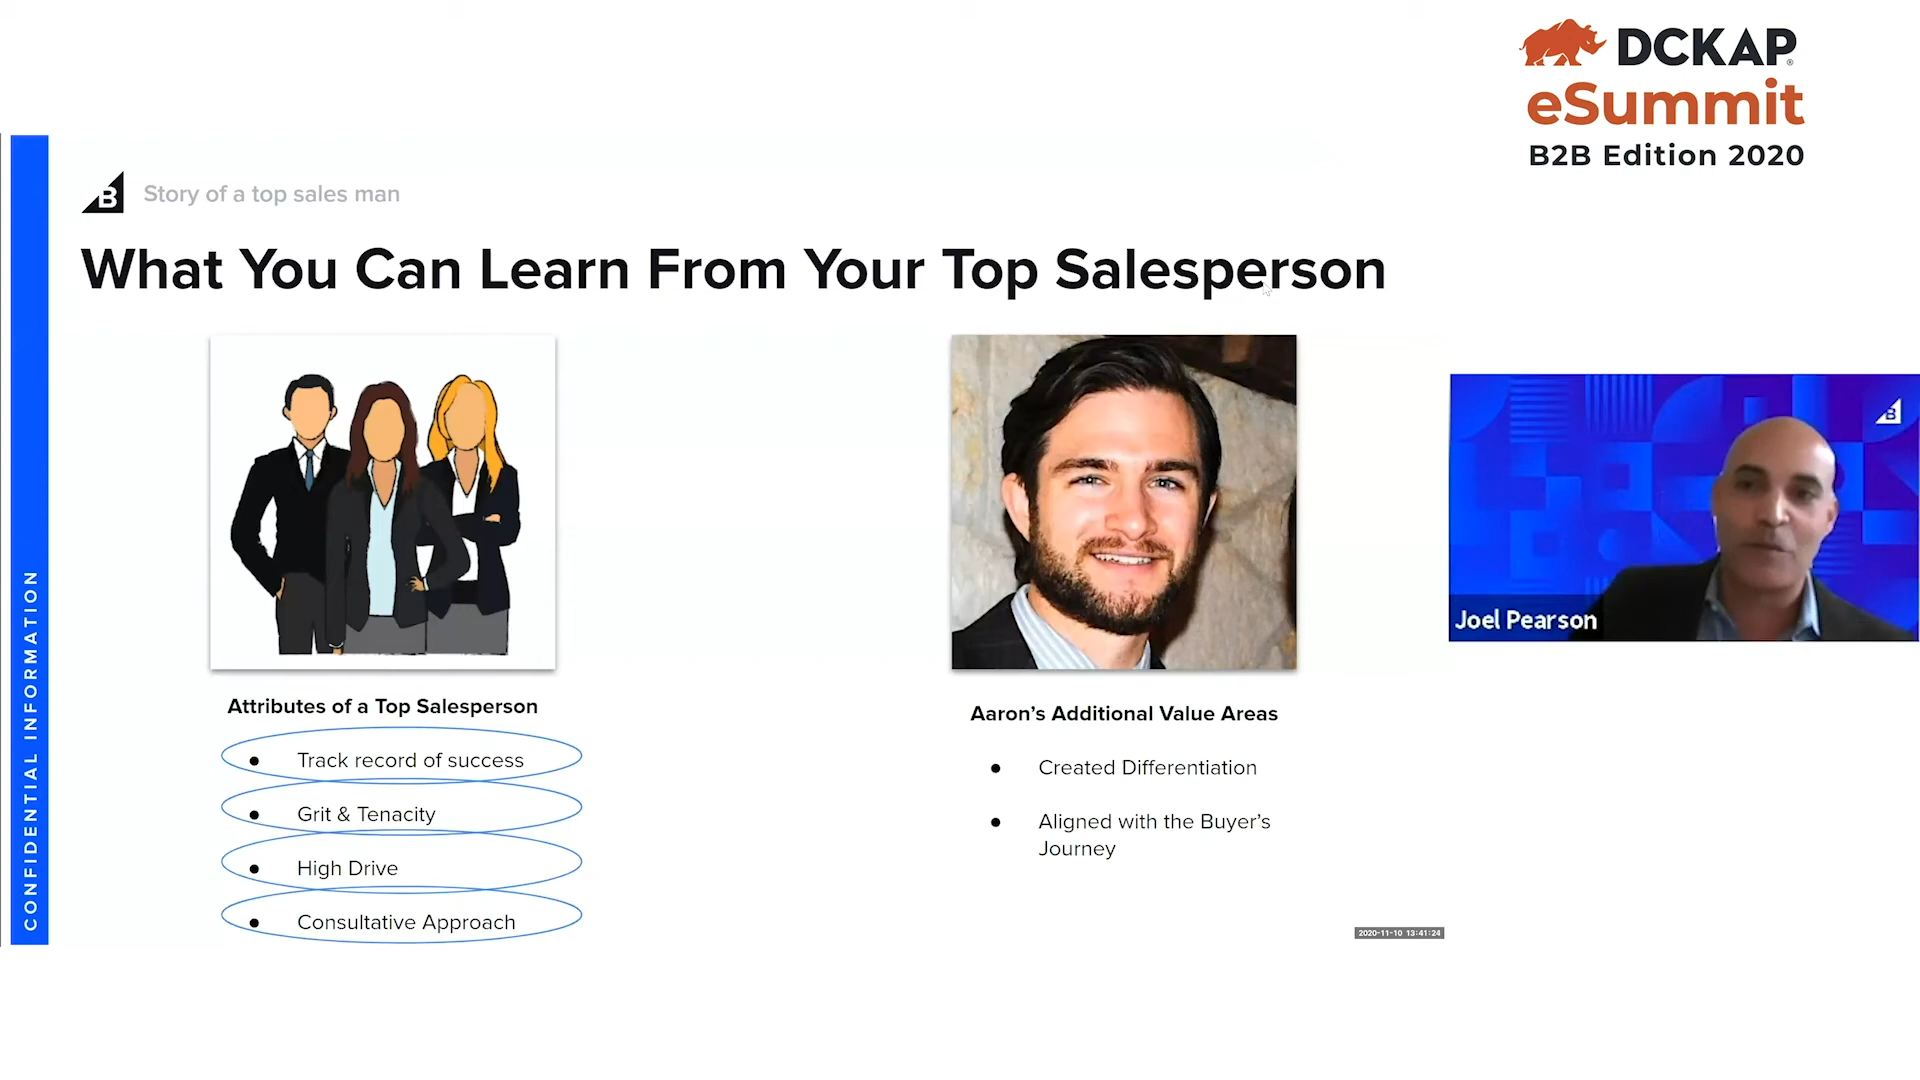 DCKAP®
eSummit
B2B Edition 2020
B Story of a top sales man
What You Can Learn From Your Top Salesperson
B
Joel Pearson
Attributes of a Top Salesperson
● Track record of success
● Grit & Tenacity
● High Drive
● Consultative Approach
Aaron’s Additional Value Areas
● Created Differentiation
● Aligned with the Buyer’s
Journey
2020-11-10 13:41:24
CONFIDENTIAL INFORMATION